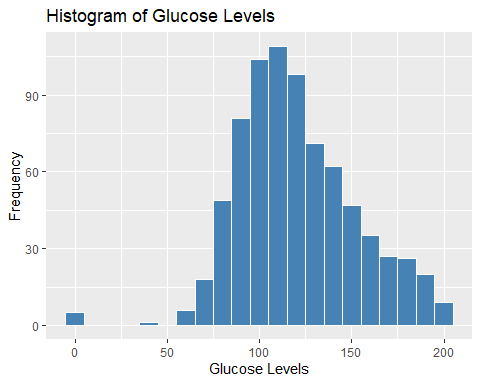 Histogram of Glucose Levels
90
60
30
0
Frequency
0 50 100 150 200
Glucose Levels